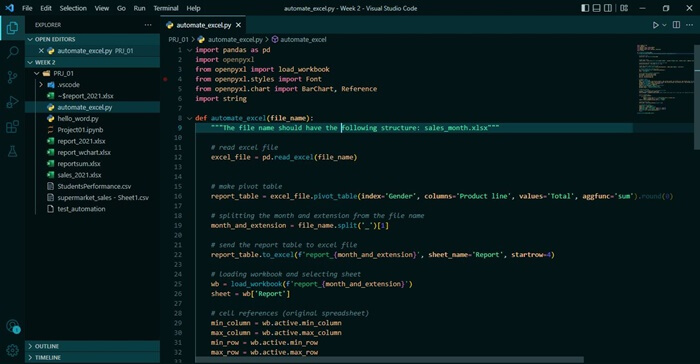 File Edit Selection View Go Run Terminal Help
automate_excel.py - Week 2 - Visual Studio Code
EXPLORER
OPEN EDITORS
automate_excel.py PRJ_01
WEEK 2
PRJ_01
.vscode
~$report_2021.xlsx
automate_excel.py
hello_word.py
Project01.ipynb
report_2021.xlsx
report_wchart.xlsx
reportsum.xlsx
sales_2021.xlsx
StudentsPerformance.csv
supermarket_sales - Sheet1.csv
test_automation
OUTLINE
TIMELINE
automate_excel.py
PRJ_01 > automate_excel.py > automate_excel
1 import pandas as pd
2 import openpyxl
3 from openpyxl import load_workbook
4 from openpyxl.styles import Font
5 from openpyxl.chart import BarChart, Reference
6 import string
7
8 def automate_excel(file_name):
9 """The file name should have the following structure: sales_month.xlsx"""
10
11 # read excel file
12 excel_file = pd.read_excel(file_name)
13
14
15 # make pivot table
16 report_table = excel_file.pivot_table(index='Gender', columns='Product line', values='Total', aggfunc='sum').round(0)
17
18 # splitting the month and extension from the file name
19 month_and_extension = file_name.split('_')[1]
20
21 # send the report table to excel file
22 report_table.to_excel(f'report_{month_and_extension}', sheet_name='Report', startrow=4)
23
24 # loading workbook and selecting sheet
25 wb = load_workbook(f'report_{month_and_extension}')
26 sheet = wb['Report']
27
28 # cell references (original spreadsheet)
29 min_column = wb.active.min_column
30 max_column = wb.active.max_column
31 min_row = wb.active.min_row
32 max_row = wb.active.max_row